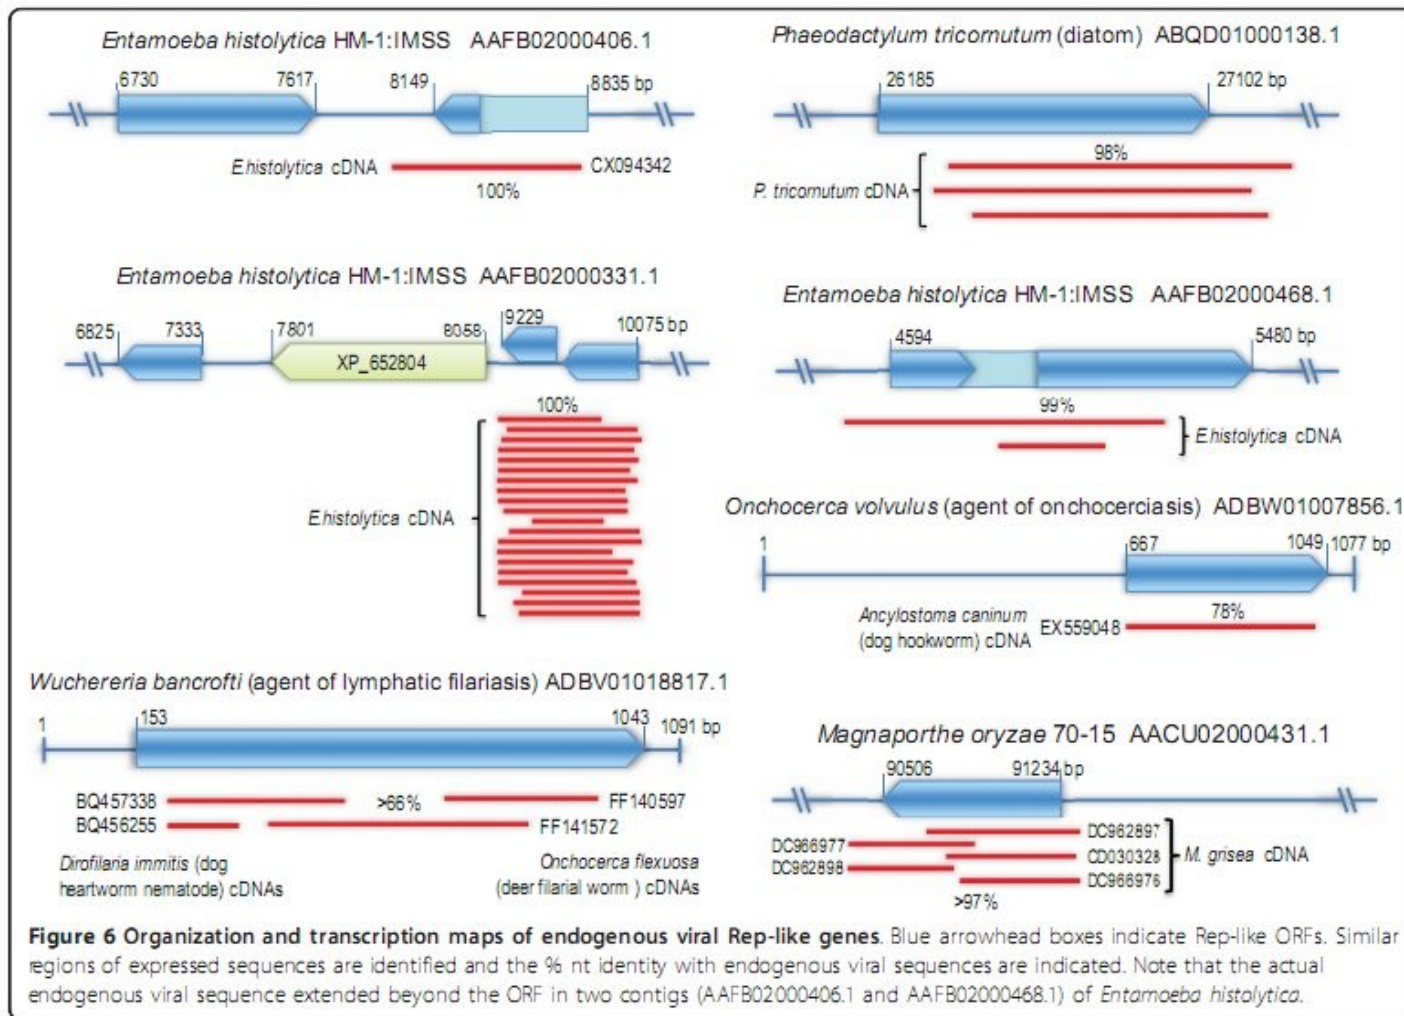 Entamoeba histolytica HM-1:IMSS AAFB02000406.1
6730 7617 8149 8835 bp
E.histolytica cDNA CX094342
100%
Phaeodactylum tricornutum (diatom) ABQD01000138.1
26185 27102 bp
98%
P. tricornutum cDNA
Entamoeba histolytica HM-1:IMSS AAFB02000331.1
6825 7333 7801 8058 9229 10075 bp
XP_652804
100%
E.histolytica cDNA
Entamoeba histolytica HM-1:IMSS AAFB02000468.1
4594 5480 bp
99%
E.histolytica cDNA
Onchocerca volvulus (agent of onchocerciasis) ADBW01007856.1
1 667 1049 1077 bp
78%
Ancylostoma caninum
(dog hookworm) cDNA
EX559048
Wuchereria bancrofti (agent of lymphatic filariasis) ADBV01018817.1
1 153 1043 1091 bp
BQ457338 >66% FF140597
BQ456255 FF141572
Dirofilaria immitis (dog
heartworm nematode) cDNAs
Onchocerca flexuosa
(deer filarial worm ) cDNAs
Magnaporthe oryzae 70-15 AACU02000431.1
90506 91234 bp
DC962897
DC966977
CD030328
DC962898
DC966976
M. grisea cDNA
>97%
Figure 6 Organization and transcription maps of endogenous viral Rep-like genes. Blue arrowhead boxes indicate Rep-like ORFs. Similar
regions of expressed sequences are identified and the % nt identity with endogenous viral sequences are indicated. Note that the actual
endogenous viral sequence extended beyond the ORF in two contigs (AAFB02000406.1 and AAFB02000468.1) of Entamoeba histolytica.